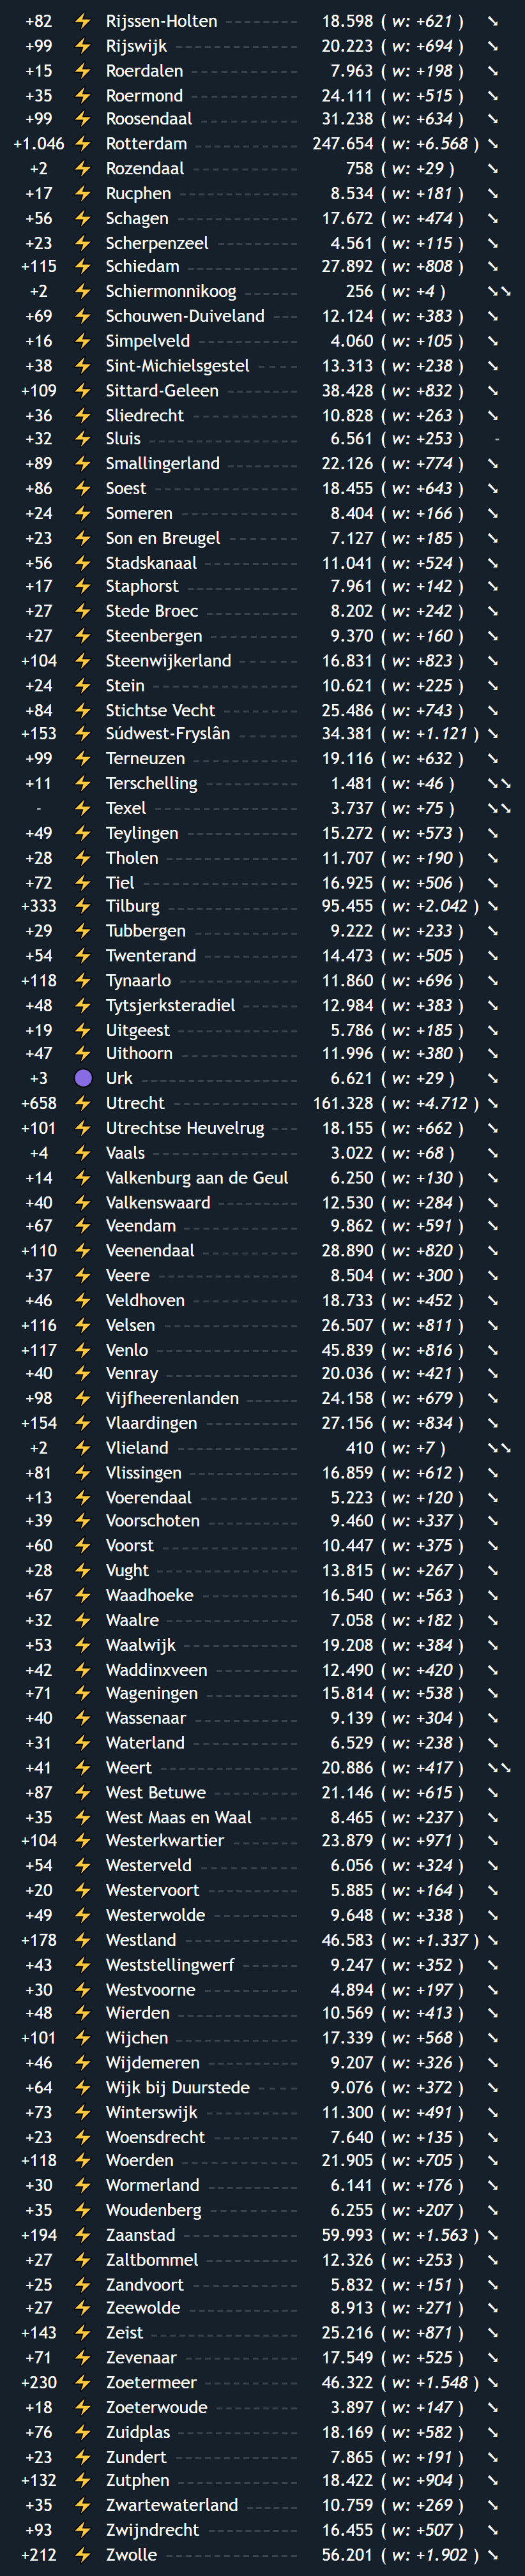 +82 ⚡ Rijssen-Holten 18.598 ( w: +621 ) ➘
+99 ⚡ Rijswijk 20.223 ( w: +694 ) ➘
+15 ⚡ Roerdalen 7.963 ( w: +198 ) ➘
+35 ⚡ Roermond 24.111 ( w: +515 ) ➘
+99 ⚡ Roosendaal 31.238 ( w: +634 ) ➘
+1.046 ⚡ Rotterdam 247.654 ( w: +6.568 ) ➘
+2 ⚡ Rozendaal 758 ( w: +29 ) ➘
+17 ⚡ Rucphen 8.534 ( w: +181 ) ➘
+56 ⚡ Schagen 17.672 ( w: +474 ) ➘
+23 ⚡ Scherpenzeel 4.561 ( w: +115 ) ➘
+115 ⚡ Schiedam 27.892 ( w: +808 ) ➘
+2 ⚡ Schiermonnikoog 256 ( w: +4 ) ➘➘
+69 ⚡ Schouwen-Duiveland 12.124 ( w: +383 ) ➘
+16 ⚡ Simpelveld 4.060 ( w: +105 ) ➘
+38 ⚡ Sint-Michielsgestel 13.313 ( w: +238 ) ➘
+109 ⚡ Sittard-Geleen 38.428 ( w: +832 ) ➘
+36 ⚡ Sliedrecht 10.828 ( w: +263 ) ➘
+32 ⚡ Sluis 6.561 ( w: +253 ) -
+89 ⚡ Smallingerland 22.126 ( w: +774 ) ➘
+86 ⚡ Soest 18.455 ( w: +643 ) ➘
+24 ⚡ Someren 8.404 ( w: +166 ) ➘
+23 ⚡ Son en Breugel 7.127 ( w: +185 ) ➘
+56 ⚡ Stadskanaal 11.041 ( w: +524 ) ➘
+17 ⚡ Staphorst 7.961 ( w: +142 ) ➘
+27 ⚡ Stede Broec 8.202 ( w: +242 ) ➘
+27 ⚡ Steenbergen 9.370 ( w: +160 ) ➘
+104 ⚡ Steenwijkerland 16.831 ( w: +823 ) ➘
+24 ⚡ Stein 10.621 ( w: +225 ) ➘
+84 ⚡ Stichtse Vecht 25.486 ( w: +743 ) ➘
+153 ⚡ Súdwest-Fryslân 34.381 ( w: +1.121 ) ➘
+99 ⚡ Terneuzen 19.116 ( w: +632 ) ➘
+11 ⚡ Terschelling 1.481 ( w: +46 ) ➘➘
- ⚡ Texel 3.737 ( w: +75 ) ➘➘
+49 ⚡ Teylingen 15.272 ( w: +573 ) ➘
+28 ⚡ Tholen 11.707 ( w: +190 ) ➘
+72 ⚡ Tiel 16.925 ( w: +506 ) ➘
+333 ⚡ Tilburg 95.455 ( w: +2.042 ) ➘
+29 ⚡ Tubbergen 9.222 ( w: +233 ) ➘
+54 ⚡ Twenterand 14.473 ( w: +505 ) ➘
+118 ⚡ Tynaarlo 11.860 ( w: +696 ) ➘
+48 ⚡ Tytsjerksteradiel 12.984 ( w: +383 ) ➘
+19 ⚡ Uitgeest 5.786 ( w: +185 ) ➘
+47 ⚡ Uithoorn 11.996 ( w: +380 ) ➘
+3 🟣 Urk 6.621 ( w: +29 ) ➘
+658 ⚡ Utrecht 161.328 ( w: +4.712 ) ➘
+101 ⚡ Utrechtse Heuvelrug 18.155 ( w: +662 ) ➘
+4 ⚡ Vaals 3.022 ( w: +68 ) ➘
+14 ⚡ Valkenburg aan de Geul 6.250 ( w: +130 ) ➘
+40 ⚡ Valkenswaard 12.530 ( w: +284 ) ➘
+67 ⚡ Veendam 9.862 ( w: +591 ) ➘
+110 ⚡ Veenendaal 28.890 ( w: +820 ) ➘
+37 ⚡ Veere 8.504 ( w: +300 ) ➘
+46 ⚡ Veldhoven 18.733 ( w: +452 ) ➘
+116 ⚡ Velsen 26.507 ( w: +811 ) ➘
+117 ⚡ Venlo 45.839 ( w: +816 ) ➘
+40 ⚡ Venray 20.036 ( w: +421 ) ➘
+98 ⚡ Vijfheerenlanden 24.158 ( w: +679 ) ➘
+154 ⚡ Vlaardingen 27.156 ( w: +834 ) ➘
+2 ⚡ Vlieland 410 ( w: +7 ) ➘➘
+81 ⚡ Vlissingen 16.859 ( w: +612 ) ➘
+13 ⚡ Voerendaal 5.223 ( w: +120 ) ➘
+39 ⚡ Voorschoten 9.460 ( w: +337 ) ➘
+60 ⚡ Voorst 10.447 ( w: +375 ) ➘
+28 ⚡ Vught 13.815 ( w: +267 ) ➘
+67 ⚡ Waadhoeke 16.540 ( w: +563 ) ➘
+32 ⚡ Waalre 7.058 ( w: +182 ) ➘
+53 ⚡ Waalwijk 19.208 ( w: +384 ) ➘
+42 ⚡ Waddinxveen 12.490 ( w: +420 ) ➘
+71 ⚡ Wageningen 15.814 ( w: +538 ) ➘
+40 ⚡ Wassenaar 9.139 ( w: +304 ) ➘
+31 ⚡ Waterland 6.529 ( w: +238 ) ➘
+41 ⚡ Weert 20.886 ( w: +417 ) ➘➘
+87 ⚡ West Betuwe 21.146 ( w: +615 ) ➘
+35 ⚡ West Maas en Waal 8.465 ( w: +237 ) ➘
+104 ⚡ Westerkwartier 23.879 ( w: +971 ) ➘
+54 ⚡ Westerveld 6.056 ( w: +324 ) ➘
+20 ⚡ Westervoort 5.885 ( w: +164 ) ➘
+49 ⚡ Westerwolde 9.648 ( w: +338 ) ➘
+178 ⚡ Westland 46.583 ( w: +1.337 ) ➘
+43 ⚡ Weststellingwerf 9.247 ( w: +352 ) ➘
+30 ⚡ Westvoorne 4.894 ( w: +197 ) ➘
+48 ⚡ Wierden 10.569 ( w: +413 ) ➘
+101 ⚡ Wijchen 17.339 ( w: +568 ) ➘
+46 ⚡ Wijdemeren 9.207 ( w: +326 ) ➘
+64 ⚡ Wijk bij Duurstede 9.076 ( w: +372 ) ➘
+73 ⚡ Winterswijk 11.300 ( w: +491 ) ➘
+23 ⚡ Woensdrecht 7.640 ( w: +135 ) ➘
+118 ⚡ Woerden 21.905 ( w: +705 ) ➘
+30 ⚡ Wormerland 6.141 ( w: +176 ) ➘
+35 ⚡ Woudenberg 6.255 ( w: +207 ) ➘
+194 ⚡ Zaanstad 59.993 ( w: +1.563 ) ➘
+27 ⚡ Zaltbommel 12.326 ( w: +253 ) ➘
+25 ⚡ Zandvoort 5.832 ( w: +151 ) ➘
+27 ⚡ Zeewolde 8.913 ( w: +271 ) ➘
+143 ⚡ Zeist 25.216 ( w: +871 ) ➘
+71 ⚡ Zevenaar 17.549 ( w: +525 ) ➘
+230 ⚡ Zoetermeer 46.322 ( w: +1.548 ) ➘
+18 ⚡ Zoeterwoude 3.897 ( w: +147 ) ➘
+76 ⚡ Zuidplas 18.169 ( w: +582 ) ➘
+23 ⚡ Zundert 7.865 ( w: +191 ) ➘
+132 ⚡ Zutphen 18.422 ( w: +904 ) ➘
+35 ⚡ Zwartewaterland 10.759 ( w: +269 ) ➘
+93 ⚡ Zwijndrecht 16.455 ( w: +507 ) ➘
+212 ⚡ Zwolle 56.201 ( w: +1.902 ) ➘